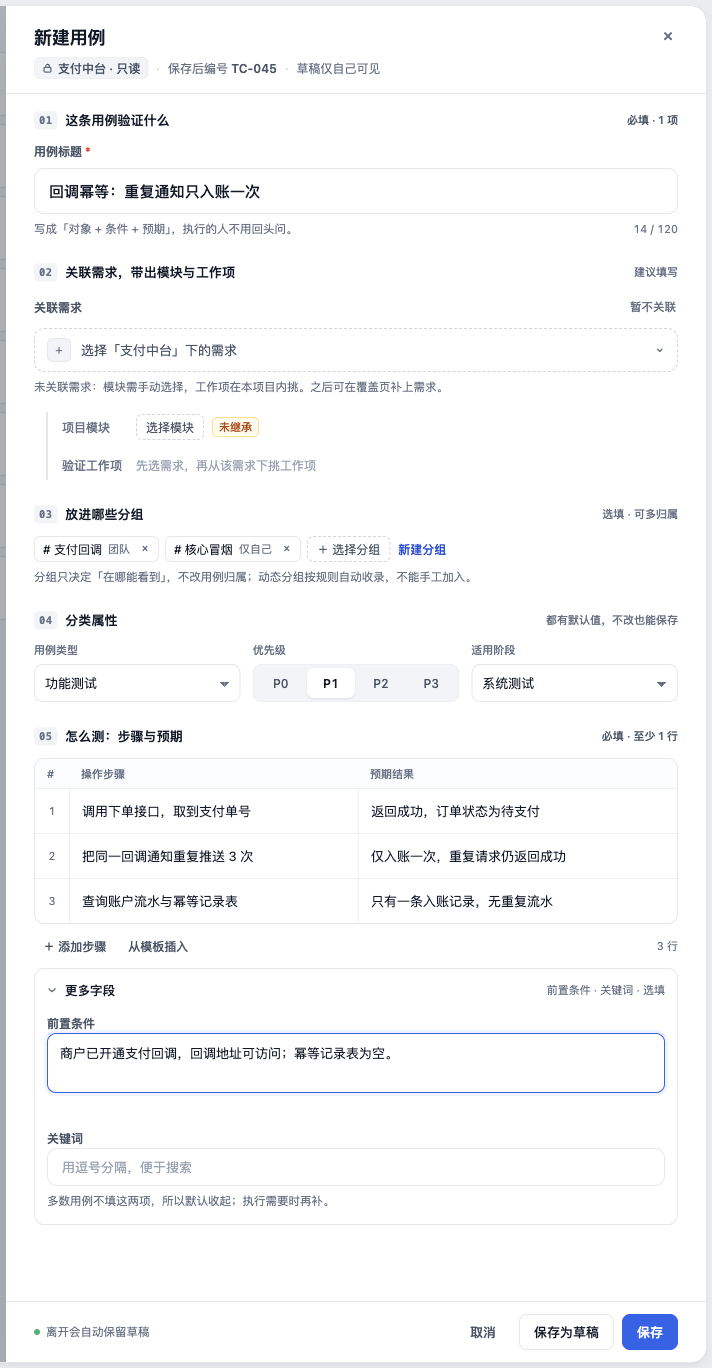 新建用例 ×
支付中台 · 只读 · 保存后编号 TC-045 · 草稿仅自己可见
01 这条用例验证什么 必填 · 1 项
用例标题 *
回调幂等：重复通知只入账一次
写成「对象 + 条件 + 预期」，执行的人不用回头问。 14 / 120
02 关联需求，带出模块与工作项 建议填写
关联需求 暂不关联
+ 选择「支付中台」下的需求
未关联需求：模块需手动选择，工作项在本项目内挑。之后可在覆盖页补上需求。
项目模块 选择模块 未继承
验证工作项 先选需求，再从该需求下挑工作项
03 放进哪些分组 选填 · 可多归属
# 支付回调 团队 × # 核心冒烟 仅自己 × + 选择分组 新建分组
分组只决定「在哪能看到」，不改用例归属；动态分组按规则自动收录，不能手工加入。
04 分类属性 都有默认值，不改也能保存
用例类型 优先级 适用阶段
功能测试 P0 P1 P2 P3 系统测试
05 怎么测：步骤与预期 必填 · 至少 1 行
# 操作步骤 预期结果
1 调用下单接口，取到支付单号 返回成功，订单状态为待支付
2 把同一回调通知重复推送 3 次 仅入账一次，重复请求仍返回成功
3 查询账户流水与幂等记录表 只有一条入账记录，无重复流水
+ 添加步骤 从模板插入 3 行
更多字段 前置条件 · 关键词 · 选填
前置条件
商户已开通支付回调，回调地址可访问；幂等记录表为空。
关键词
用逗号分隔，便于搜索
多数用例不填这两项，所以默认收起；执行需要时再补。
离开会自动保留草稿 取消 保存为草稿 保存